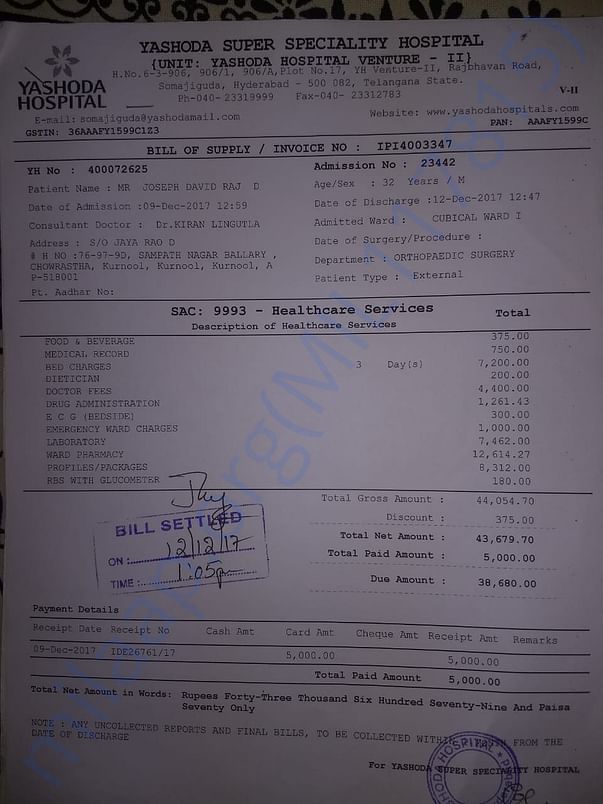 YASHODA SUPER SPECIALITY HOSPITAL
{UNIT: YASHODA HOSPITAL VENTURE - II}
H.No.6-3-906, 906/1, 906/A,Plot No.17, YH Venture-II, Rajbhavan Road,
Somajiguda, Hyderabad - 500 082, Telangana State.
Ph-040- 23319999 Fax-040- 23312783
V-II
YASHODA
HOSPITAL
E-mail: somajiguda@yashodamail.com
Website: www.yashodahospitals.com
GSTIN: 36AAAFY1599C1Z3
PAN: AAAFY1599C
BILL OF SUPPLY / INVOICE NO : IPI4003347
YH No : 400072625
Admission No : 23442
Patient Name : MR JOSEPH DAVID RAJ D
Age/Sex : 32 Years / M
Date of Admission :09-Dec-2017 12:59
Date of Discharge :12-Dec-2017 12:47
Consultant Doctor : Dr.KIRAN LINGUTLA
Admitted Ward : CUBICAL WARD I
Address : S/O JAYA RAO D
Date of Surgery/Procedure :
# H NO :76-97-9D, SAMPATH NAGAR BALLARY ,
Department : ORTHOPAEDIC SURGERY
CHOWRASTHA, Kurnool, Kurnool, Kurnool, A
P-518001
Patient Type : External
Pt. Aadhar No:
SAC: 9993 - Healthcare Services
Total
Description of Healthcare Services
FOOD & BEVERAGE 375.00
MEDICAL RECORD 750.00
BED CHARGES 3 Day(s) 7,200.00
DIETICIAN 200.00
DOCTOR FEES 4,400.00
DRUG ADMINISTRATION 1,261.43
E C G (BEDSIDE) 300.00
EMERGENCY WARD CHARGES 1,000.00
LABORATORY 7,462.00
WARD PHARMACY 12,614.27
PROFILES/PACKAGES 8,312.00
RBS WITH GLUCOMETER 180.00
Total Gross Amount : 44,054.70
Discount : 375.00
Total Net Amount : 43,679.70
Total Paid Amount : 5,000.00
Due Amount : 38,680.00
BILL SETTLED
ON : 12/12/17
TIME : 1:05p
Payment Details
Receipt Date Receipt No Cash Amt Card Amt Cheque Amt Receipt Amt Remarks
09-Dec-2017 IDE26761/17 5,000.00 5,000.00
Total Paid Amount 5,000.00
Total Net Amount in Words: Rupees Forty-Three Thousand Six Hundred Seventy-Nine And Paisa
Seventy Only
NOTE : ANY UNCOLLECTED REPORTS AND FINAL BILLS, TO BE COLLECTED WITHIN FROM THE
DATE OF DISCHARGE
For YASHODA SUPER SPECIALITY HOSPITAL